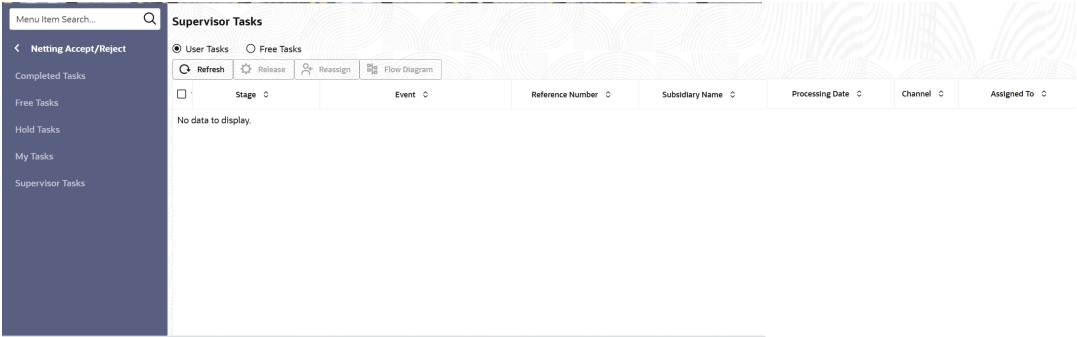 Menu Item Search...
Netting Accept/Reject
Completed Tasks
Free Tasks
Hold Tasks
My Tasks
Supervisor Tasks
Supervisor Tasks
User Tasks Free Tasks
Refresh Release Reassign Flow Diagram
Stage Event Reference Number Subsidiary Name Processing Date Channel Assigned To
No data to display.